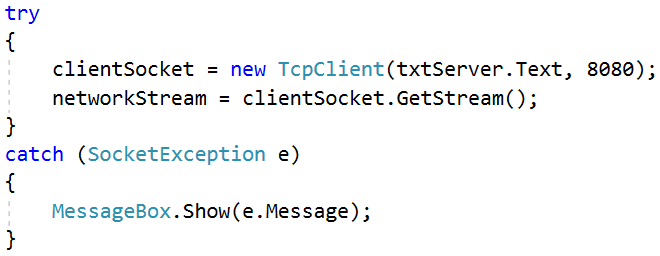 try
{
    clientSocket = new TcpClient(txtServer.Text, 8080);
    networkStream = clientSocket.GetStream();
}
catch (SocketException e)
{
    MessageBox.Show(e.Message);
}